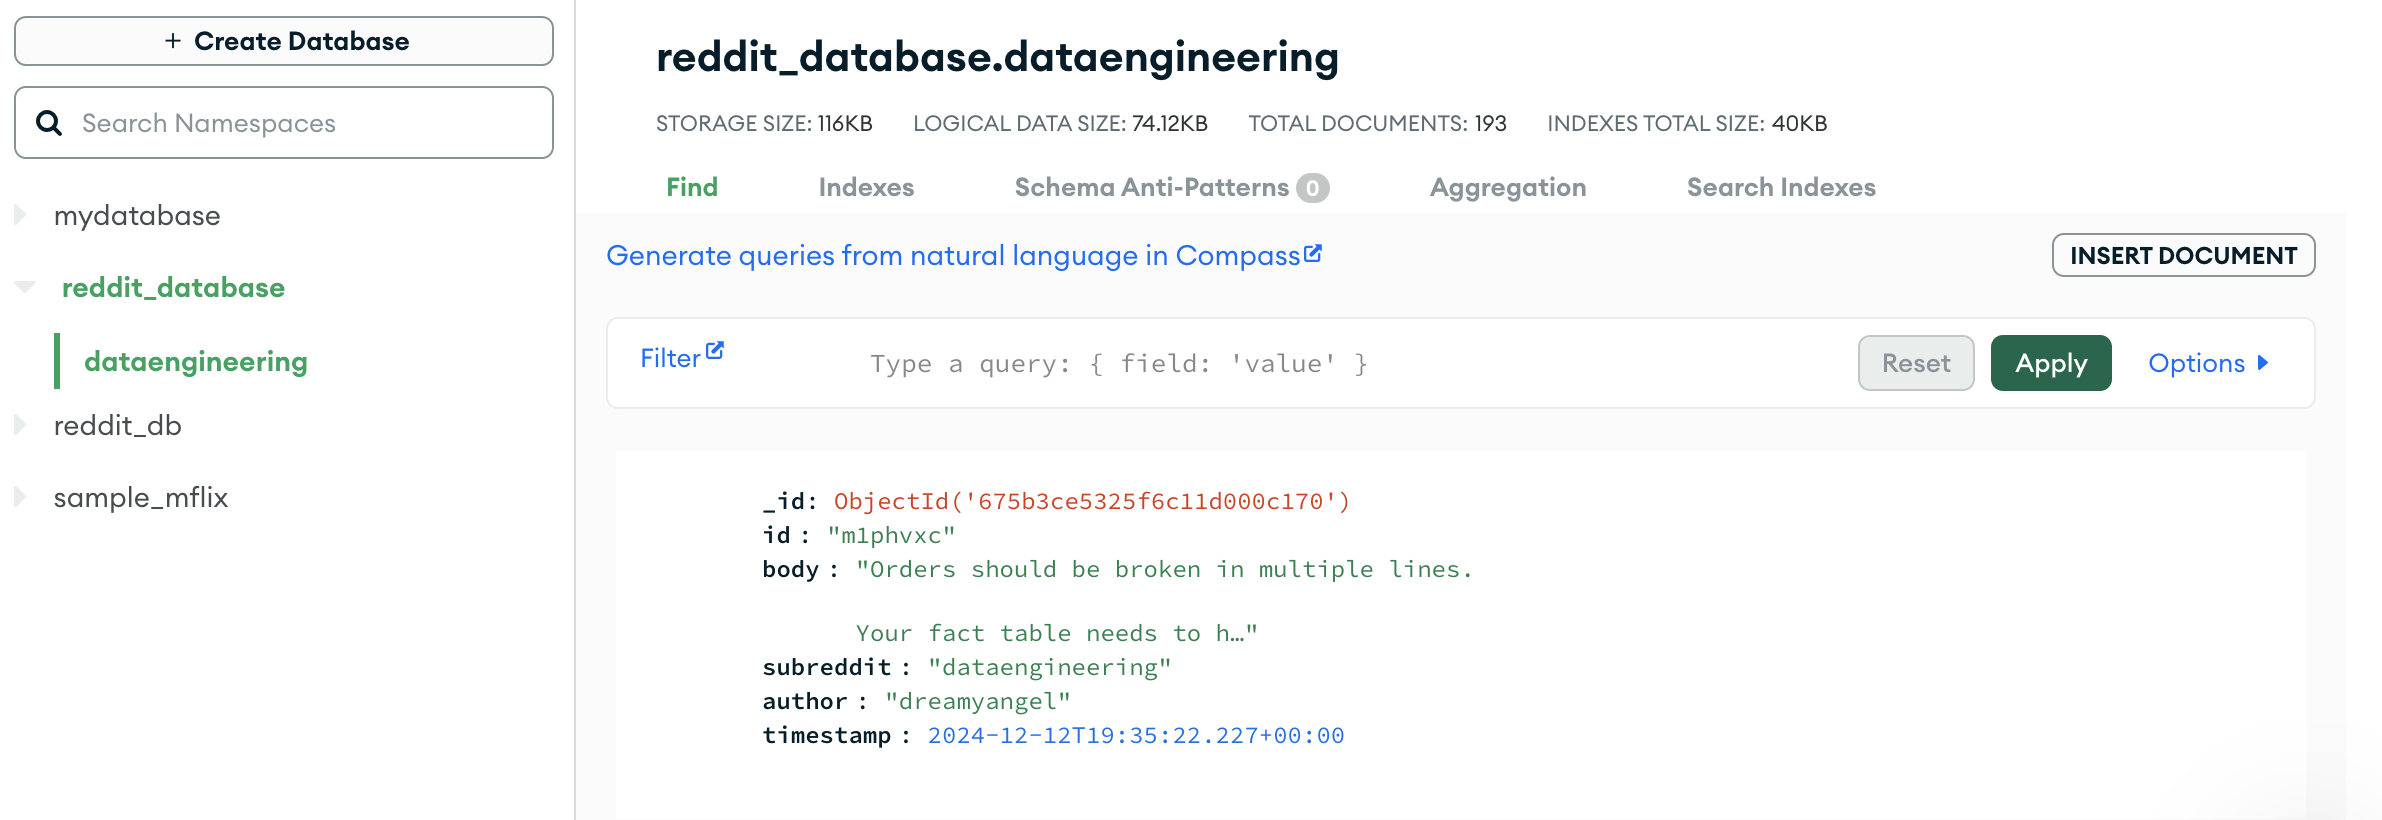 + Create Database
Search Namespaces
mydatabase
reddit_database
dataengineering
reddit_db
sample_mflix
reddit_database.dataengineering
STORAGE SIZE: 116KB LOGICAL DATA SIZE: 74.12KB TOTAL DOCUMENTS: 193 INDEXES TOTAL SIZE: 40KB
Find Indexes Schema Anti-Patterns 0 Aggregation Search Indexes
Generate queries from natural language in Compass
INSERT DOCUMENT
Filter Type a query: { field: 'value' } Reset Apply Options
_id: ObjectId('675b3ce5325f6c11d000c170')
id : "m1phvxc"
body : "Orders should be broken in multiple lines.
Your fact table needs to h…"
subreddit : "dataengineering"
author : "dreamyangel"
timestamp : 2024-12-12T19:35:22.227+00:00